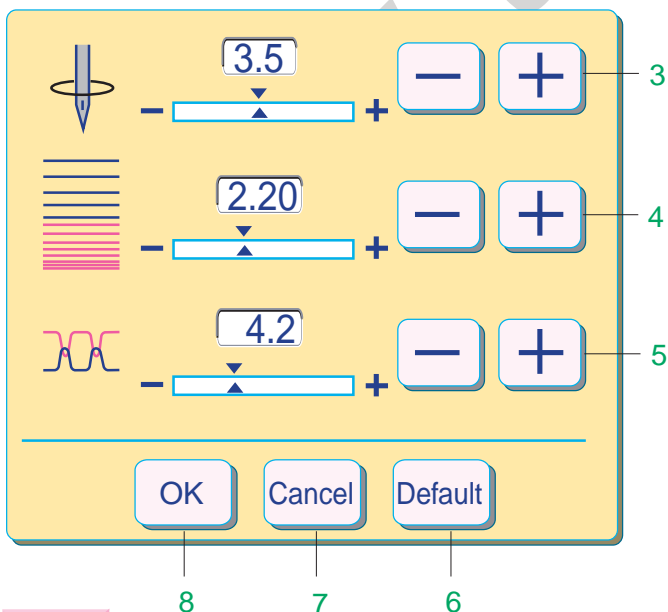 3.5
- + — + 3
2.20
- + — + 4
4.2
- + — + 5
OK Cancel Default
8 7 6